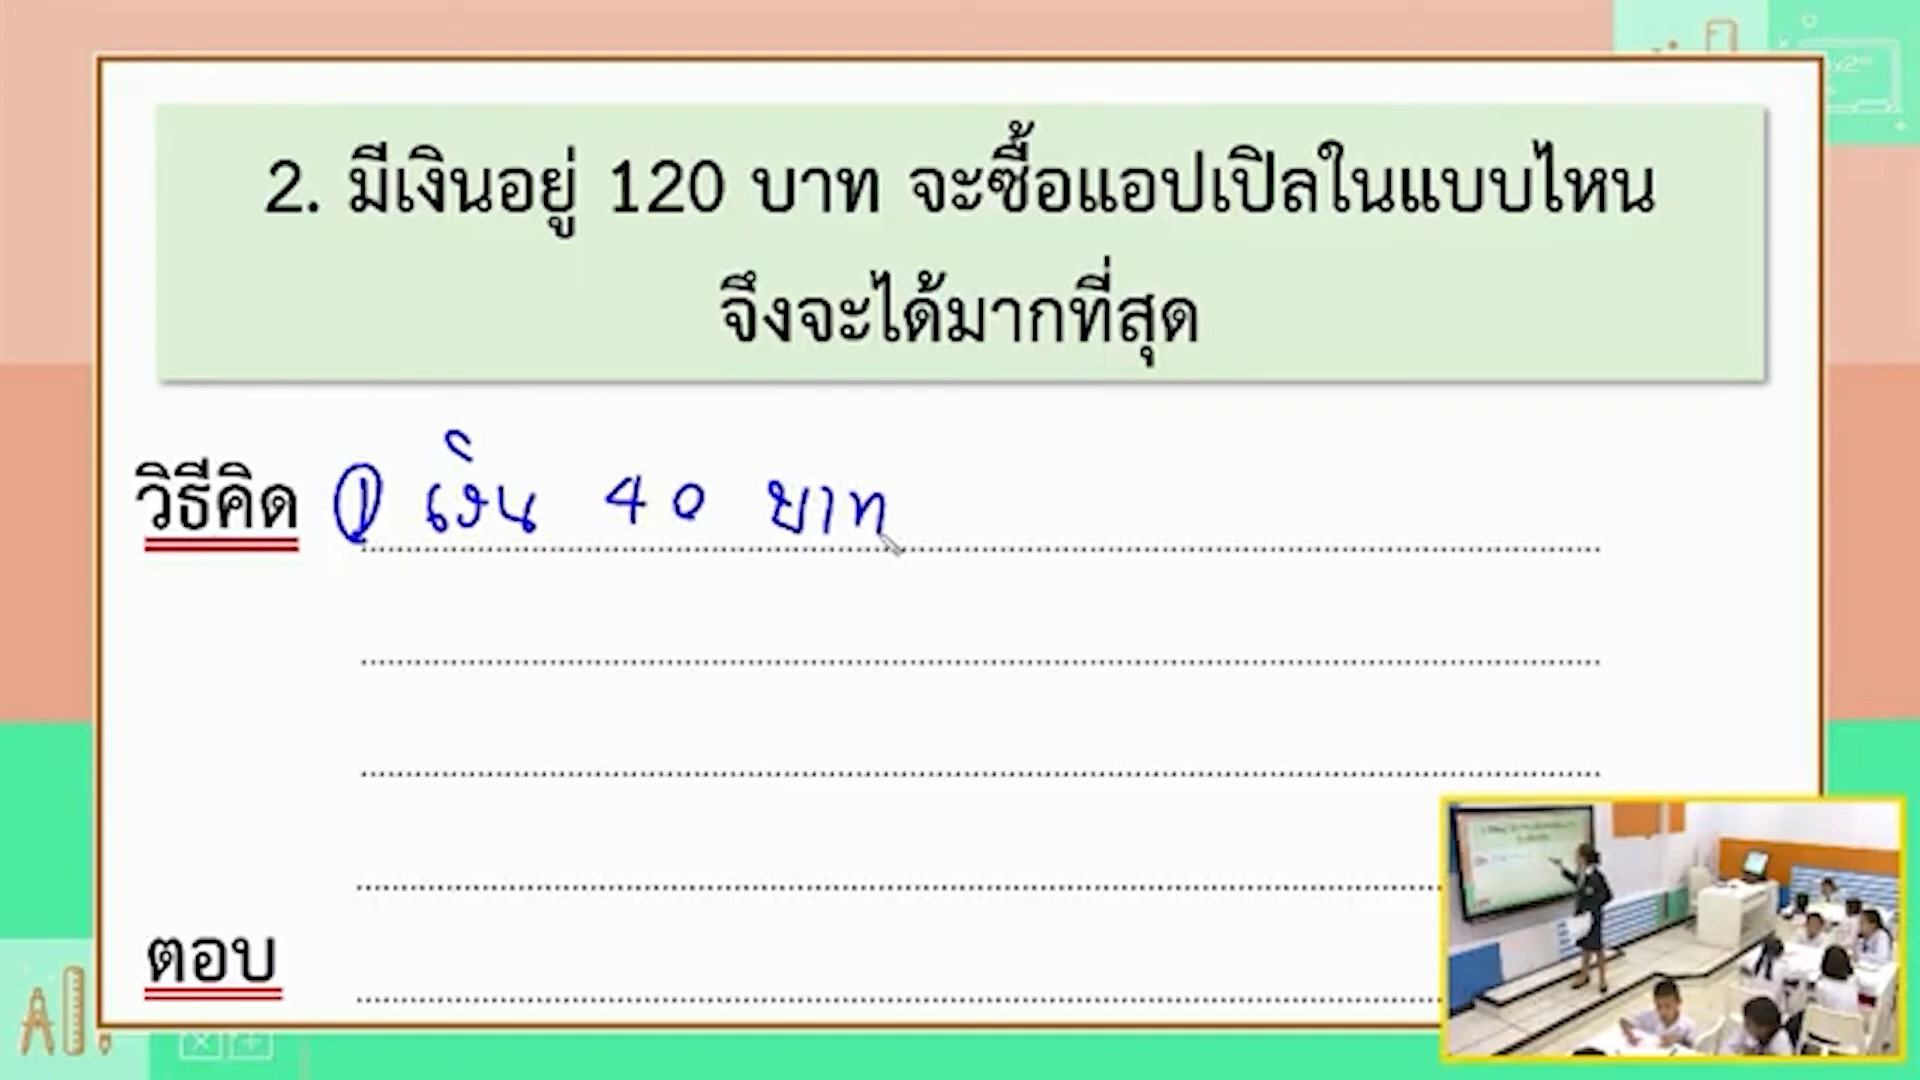 2. มีเงินอยู่ 120 บาท จะซื้อแอปเปิลในแบบไหน
จึงจะได้มากที่สุด
วิธีคิด ① เงิน 40 บาท
ตอบ